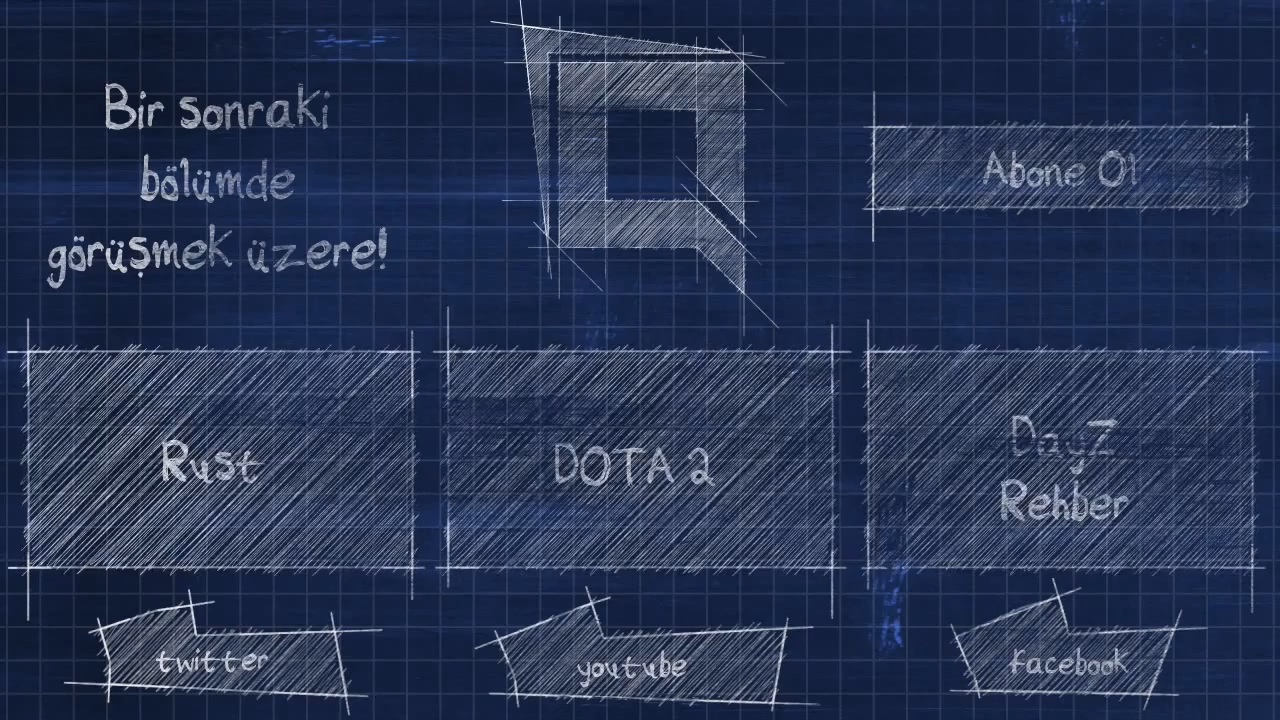 Bir sonraki
bölümde
görüşmek üzere!
Abone Ol
Rust
DOTA 2
DayZ
Rehber
twitter
youtube
facebook